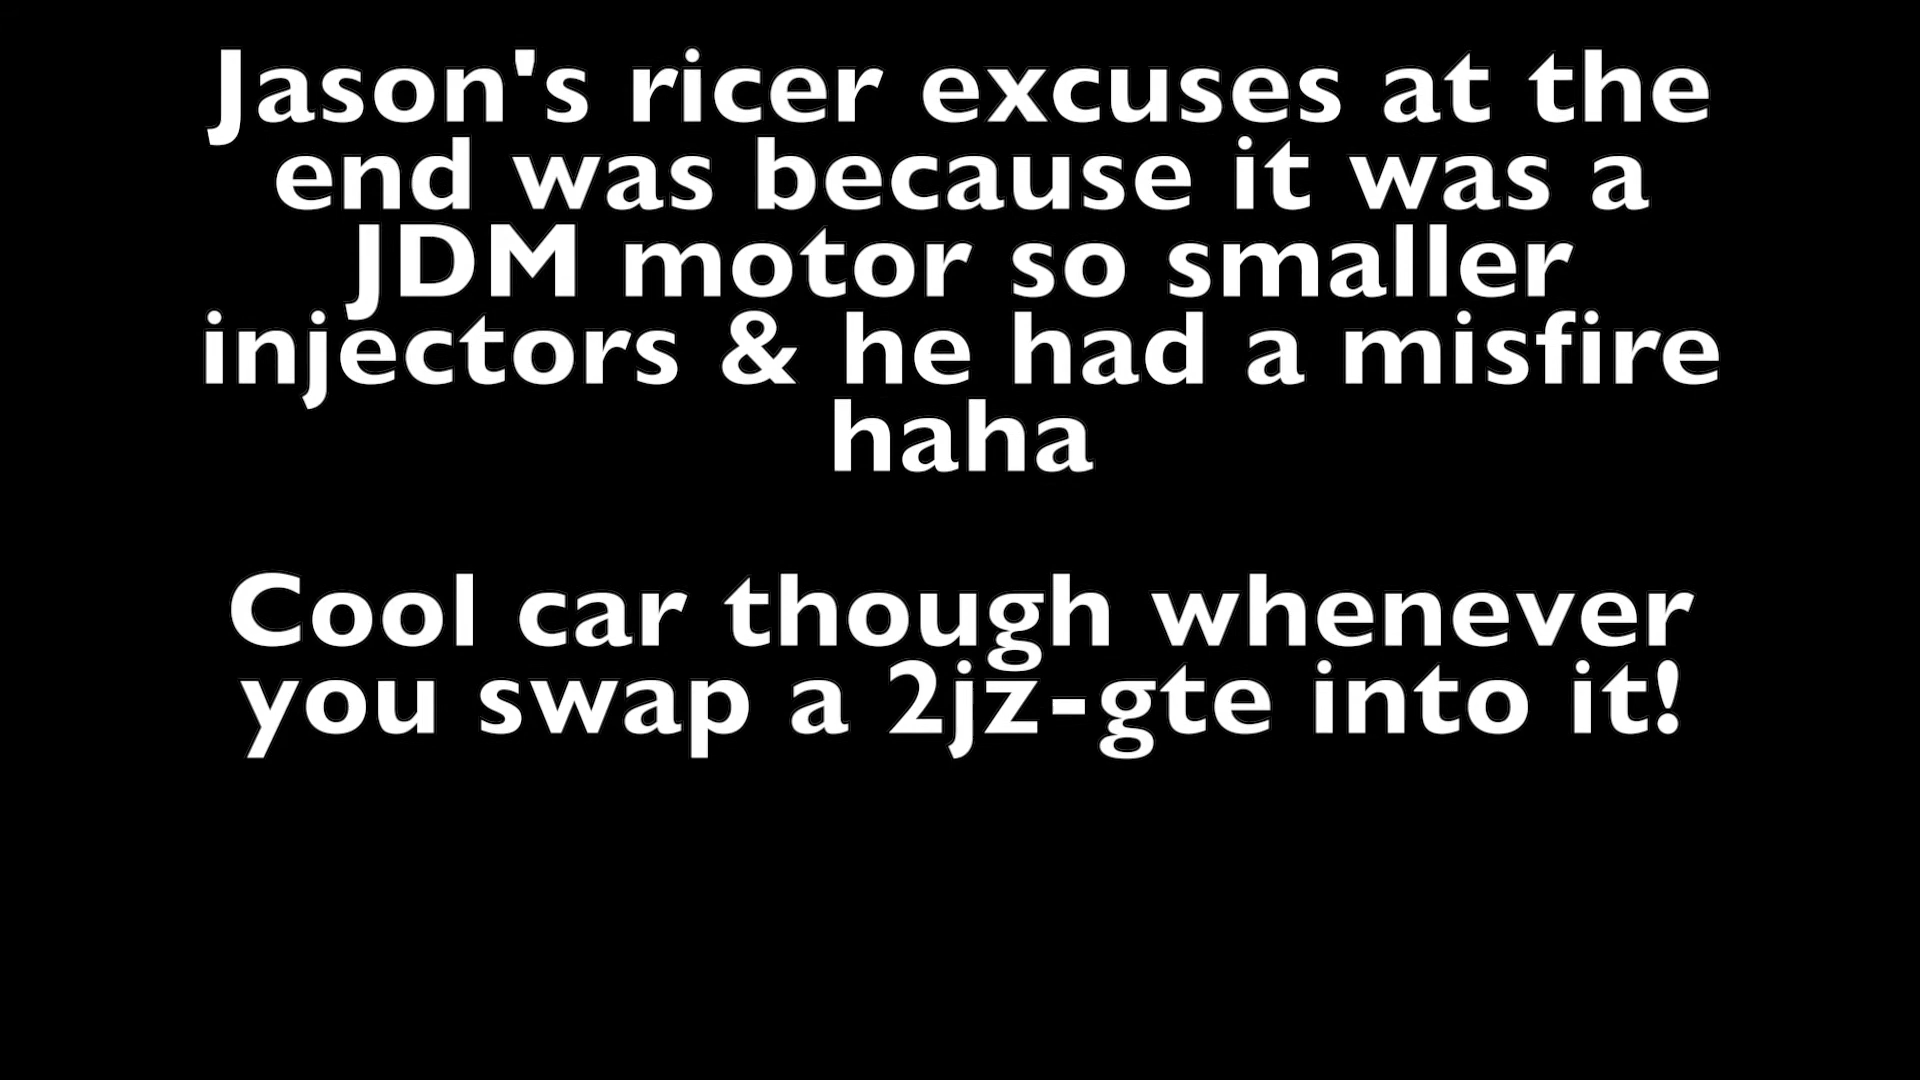 Jason's ricer excuses at the
end was because it was a
JDM motor so smaller
injectors & he had a misfire
haha
Cool car though whenever
you swap a 2jz-gte into it!